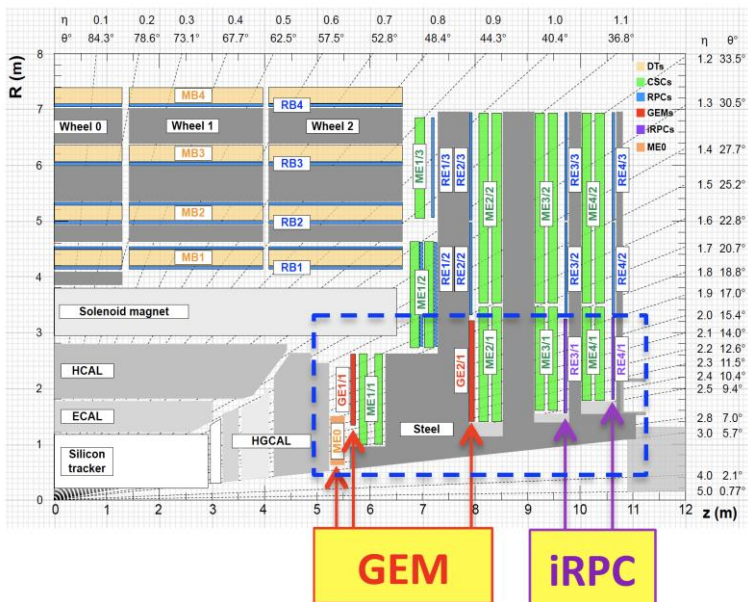 η 0.1 0.2 0.3 0.4 0.5 0.6 0.7 0.8 0.9 1.0 1.1
θ° 84.3° 78.6° 73.1° 67.7° 62.5° 57.5° 52.8° 48.4° 44.3° 40.4° 36.8° η θ°
R (m)
8
7
6
5
4
3
2
1
0
1.2 33.5°
1.3 30.5°
1.4 27.7°
1.5 25.2°
1.6 22.8°
1.7 20.7°
1.8 18.8°
1.9 17.0°
2.0 15.4°
2.1 14.0°
2.2 12.6°
2.3 11.5°
2.4 10.4°
2.5 9.4°
2.8 7.0°
3.0 5.7°
4.0 2.1°
5.0 0.77°
DTs
CSCs
RPCs
GEMs
iRPCs
ME0
MB4
RB4
Wheel 0 Wheel 1 Wheel 2
MB3
RB3
MB2
RB2
MB1
RB1
Solenoid magnet
HCAL
ECAL
Silicon
tracker
HGCAL
Steel
ME0
GE1/1
ME1/1
ME1/2
ME1/3
RE1/3
RE2/3
RE1/2
RE2/2
GE2/1
ME2/2
ME2/1
ME3/2
ME3/1
RE3/3
RE3/2
RE3/1
ME4/2
ME4/1
RE4/3
RE4/2
RE4/1
0 1 2 3 4 5 6 7 8 9 10 11 12
z (m)
GEM
iRPC